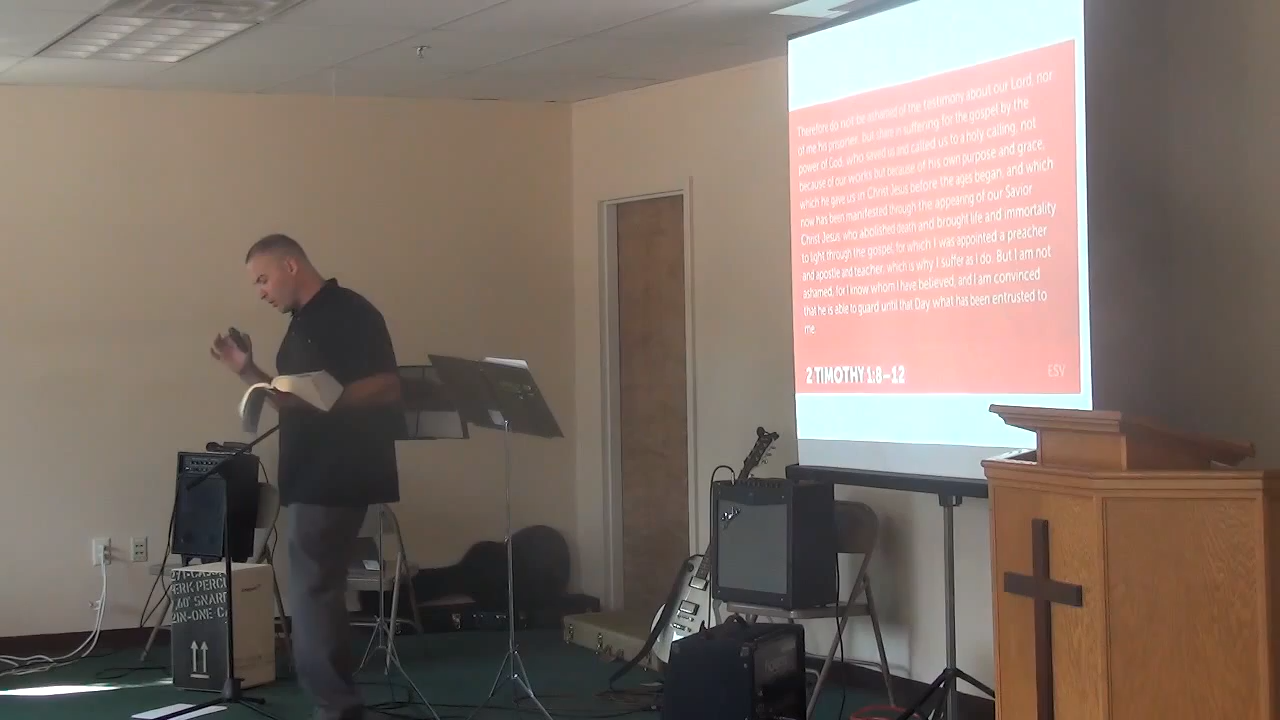 Therefore do not be ashamed of the testimony about our Lord, nor
of me his prisoner, but share in suffering for the gospel by the
power of God, who saved us and called us to a holy calling, not
because of our works but because of his own purpose and grace,
which he gave us in Christ Jesus before the ages began, and which
now has been manifested through the appearing of our Savior
Christ Jesus, who abolished death and brought life and immortality
to light through the gospel, for which I was appointed a preacher
and apostle and teacher, which is why I suffer as I do. But I am not
ashamed, for I know whom I have believed, and I am convinced
that he is able to guard until that Day what has been entrusted to
me.
2 TIMOTHY 1:8–12
ESV
Fender